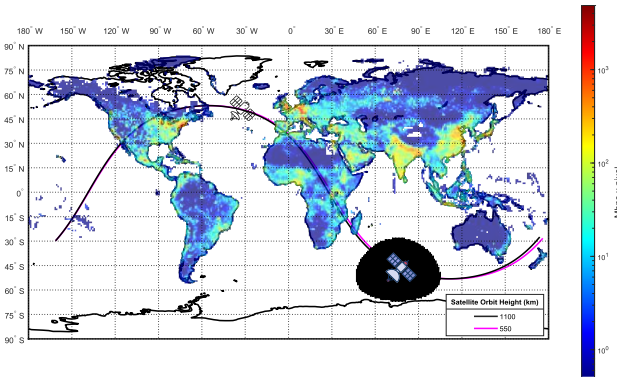 180° W 150° W 120° W 90° W 60° W 30° W 0° 30° E 60° E 90° E 120° E 150° E 180° E
90° N
75° N
60° N
45° N
30° N
15° N
0°
15° S
30° S
45° S
60° S
75° S
90° S
Satellite Orbit Height (km)
1100
550
10³
10²
10¹
10⁰